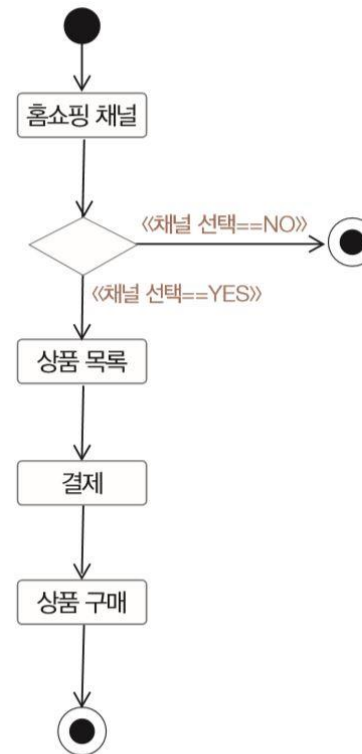 홈쇼핑 채널
《채널 선택==NO》
《채널 선택==YES》
상품 목록
결제
상품 구매